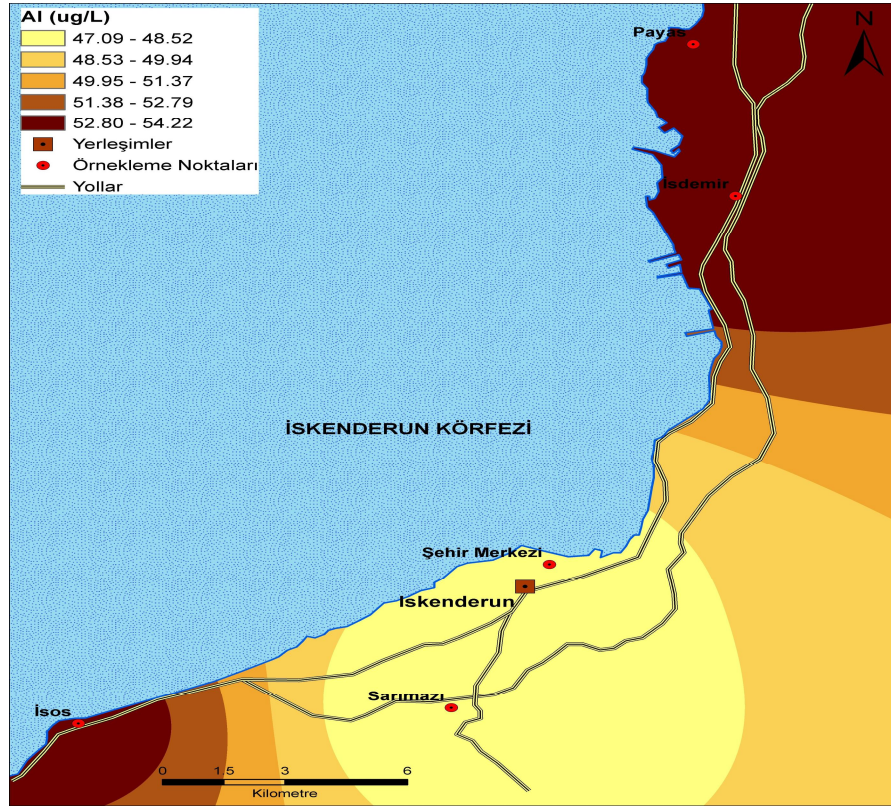 Al (ug/L)
47.09 - 48.52
48.53 - 49.94
49.95 - 51.37
51.38 - 52.79
52.80 - 54.22
Yerleşimler
Örnekleme Noktaları
Yollar
N
Payas
İsdemir
İSKENDERUN KÖRFEZİ
Şehir Merkezi
Iskenderun
Sarımazı
İsos
0 1.5 3 6
Kilometre